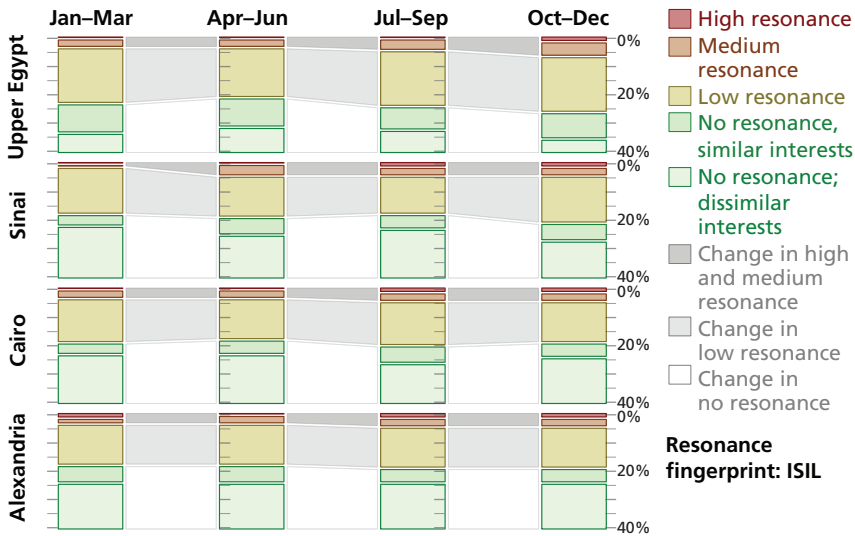 Jan–Mar Apr–Jun Jul–Sep Oct–Dec
Upper Egypt
0%
20%
40%
Sinai
0%
20%
40%
Cairo
0%
20%
40%
Alexandria
0%
20%
40%
High resonance
Medium
resonance
Low resonance
No resonance,
similar interests
No resonance;
dissimilar
interests
Change in high
and medium
resonance
Change in
low resonance
Change in
no resonance
Resonance
fingerprint: ISIL